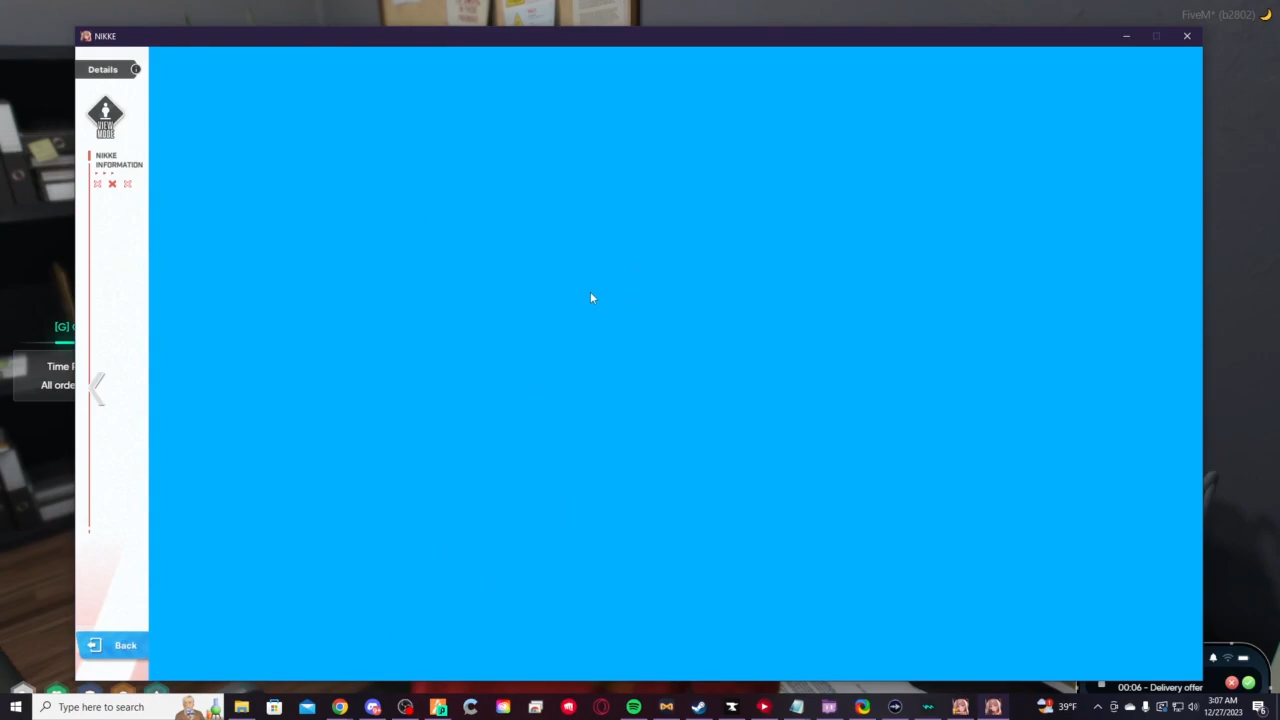 FiveM* (b2802)
NIKKE
Details
VIEW
MODE
NIKKE
INFORMATION
[G]
Time
All orde
Back
00:06 - Delivery offer
Type here to search
39°F
3:07 AM
12/27/2023